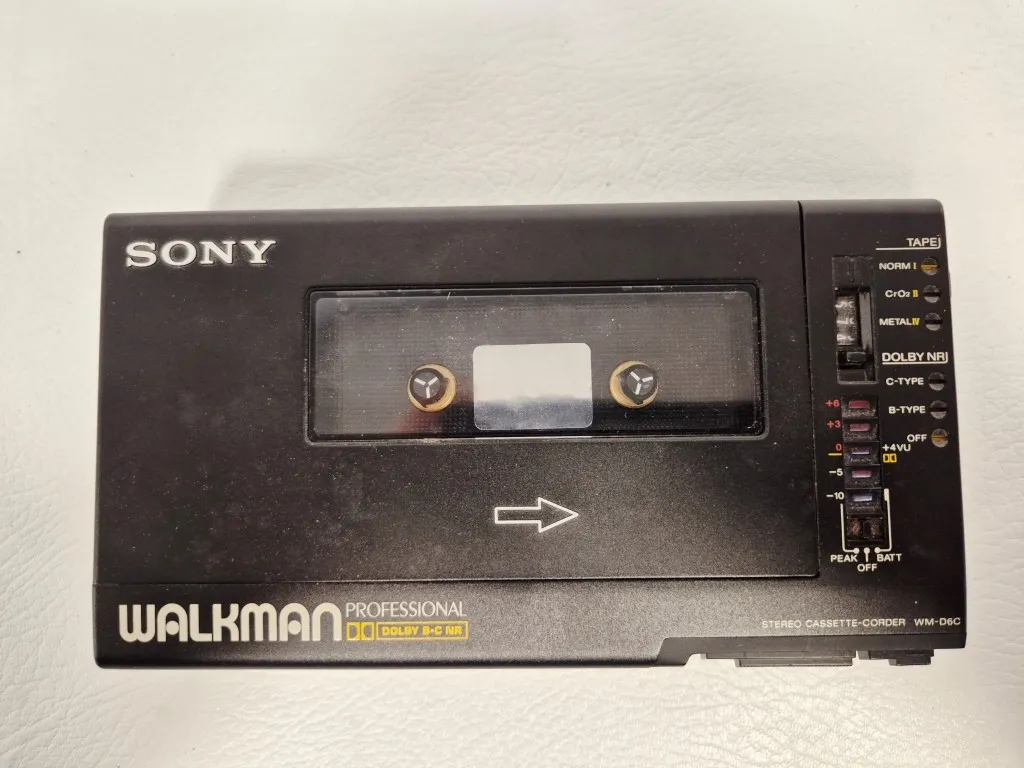 SONY
TAPE
NORM I
CrO2 II
METAL IV
DOLBY NR
C-TYPE
B-TYPE
OFF
+6
+3
0
+4VU
-5
-10
PEAK
OFF
BATT
WALKMAN PROFESSIONAL
DOLBY B•C NR
STEREO CASSETTE-CORDER WM-D6C